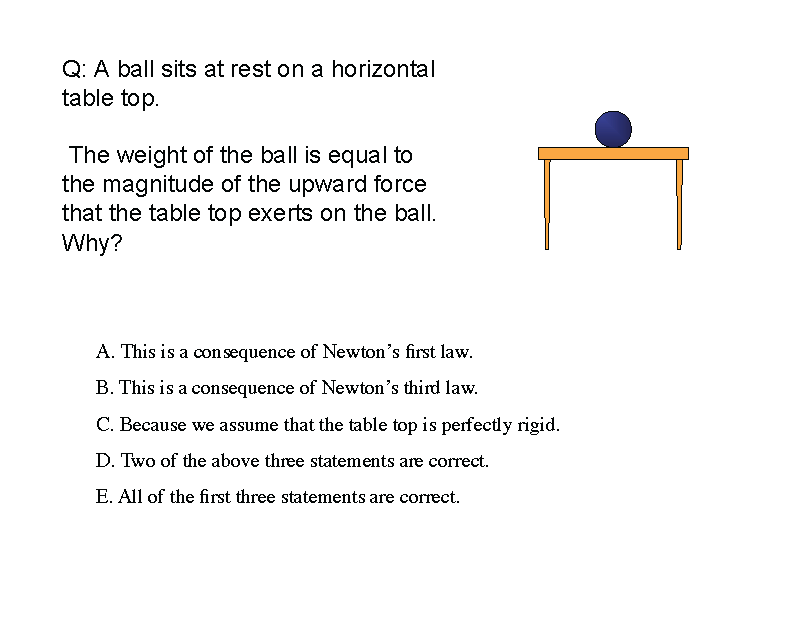 Q: A ball sits at rest on a horizontal
table top.
The weight of the ball is equal to
the magnitude of the upward force
that the table top exerts on the ball.
Why?
A. This is a consequence of Newton’s first law.
B. This is a consequence of Newton’s third law.
C. Because we assume that the table top is perfectly rigid.
D. Two of the above three statements are correct.
E. All of the first three statements are correct.